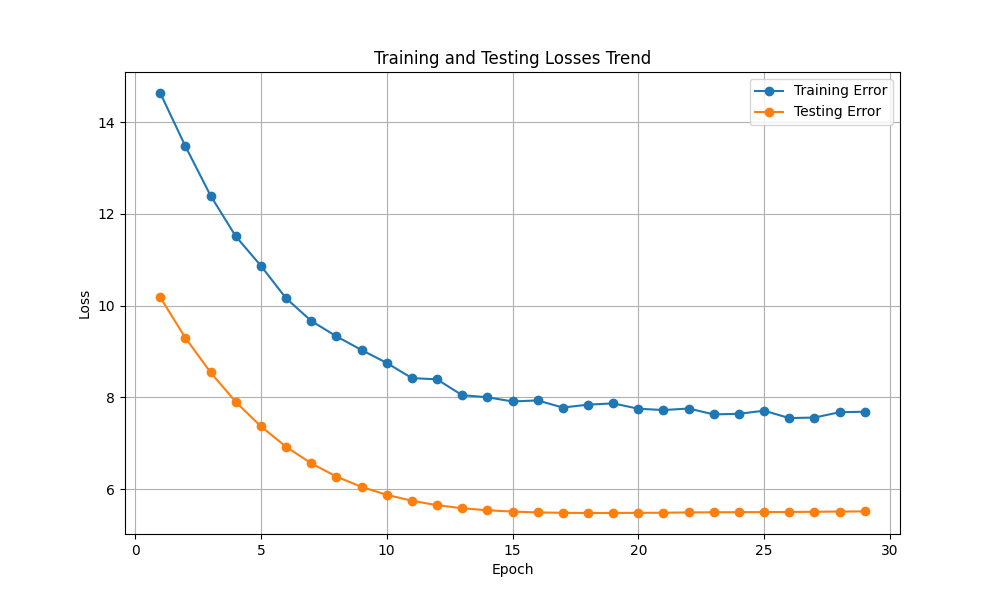 Training and Testing Losses Trend
Training Error
Testing Error
Loss
14
12
10
8
6
0 5 10 15 20 25 30
Epoch